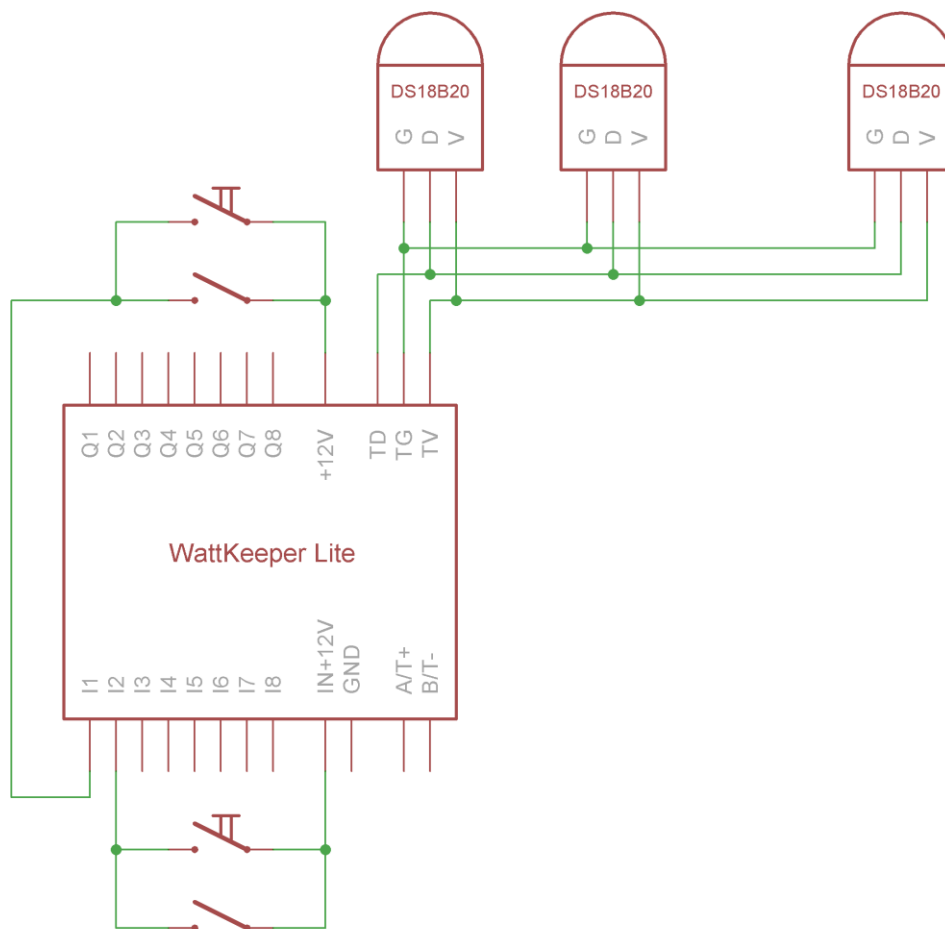 DS18B20
DS18B20
DS18B20
G D V
G D V
G D V
Q1 Q2 Q3 Q4 Q5 Q6 Q7 Q8 +12V TD TG TV
WattKeeper Lite
I1 I2 I3 I4 I5 I6 I7 I8 IN+12V GND A/T+ B/T-